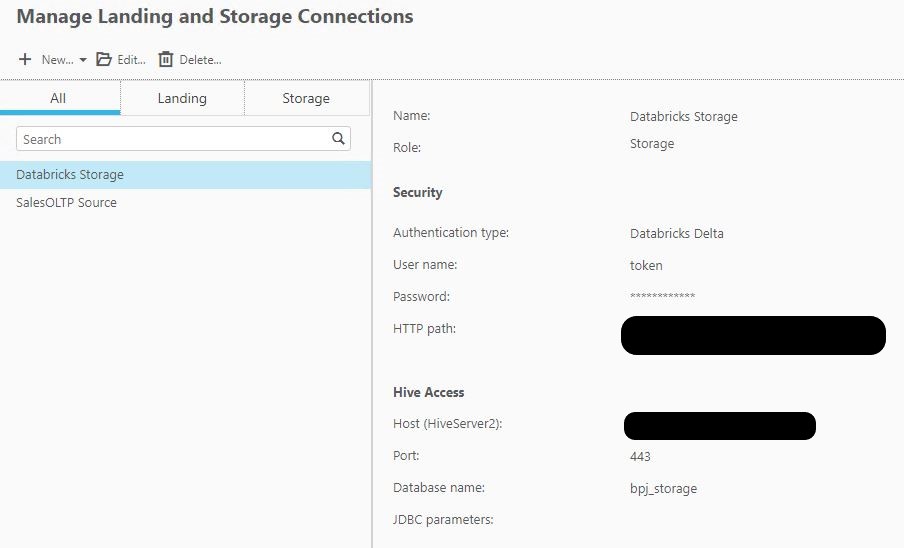 Manage Landing and Storage Connections
New... Edit... Delete...
All Landing Storage
Search
Databricks Storage
SalesOLTP Source
Name: Databricks Storage
Role: Storage
Security
Authentication type: Databricks Delta
User name: token
Password: ************
HTTP path:
Hive Access
Host (HiveServer2):
Port: 443
Database name: bpj_storage
JDBC parameters: